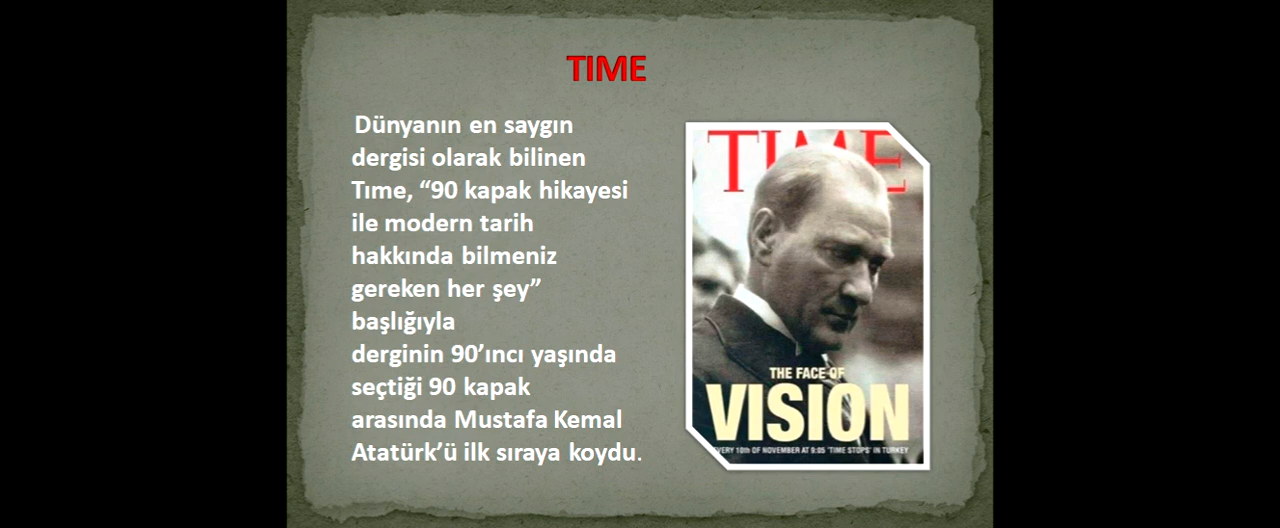 TIME
Dünyanın en saygın
dergisi olarak bilinen
Tıme, “90 kapak hikayesi
ile modern tarih
hakkında bilmeniz
gereken her şey”
başlığıyla
derginin 90’ıncı yaşında
seçtiği 90 kapak
arasında Mustafa Kemal
Atatürk’ü ilk sıraya koydu.
TIME
THE FACE OF
VISION
EVERY 10th OF NOVEMBER AT 9:05 'TIME STOPS' IN TURKEY